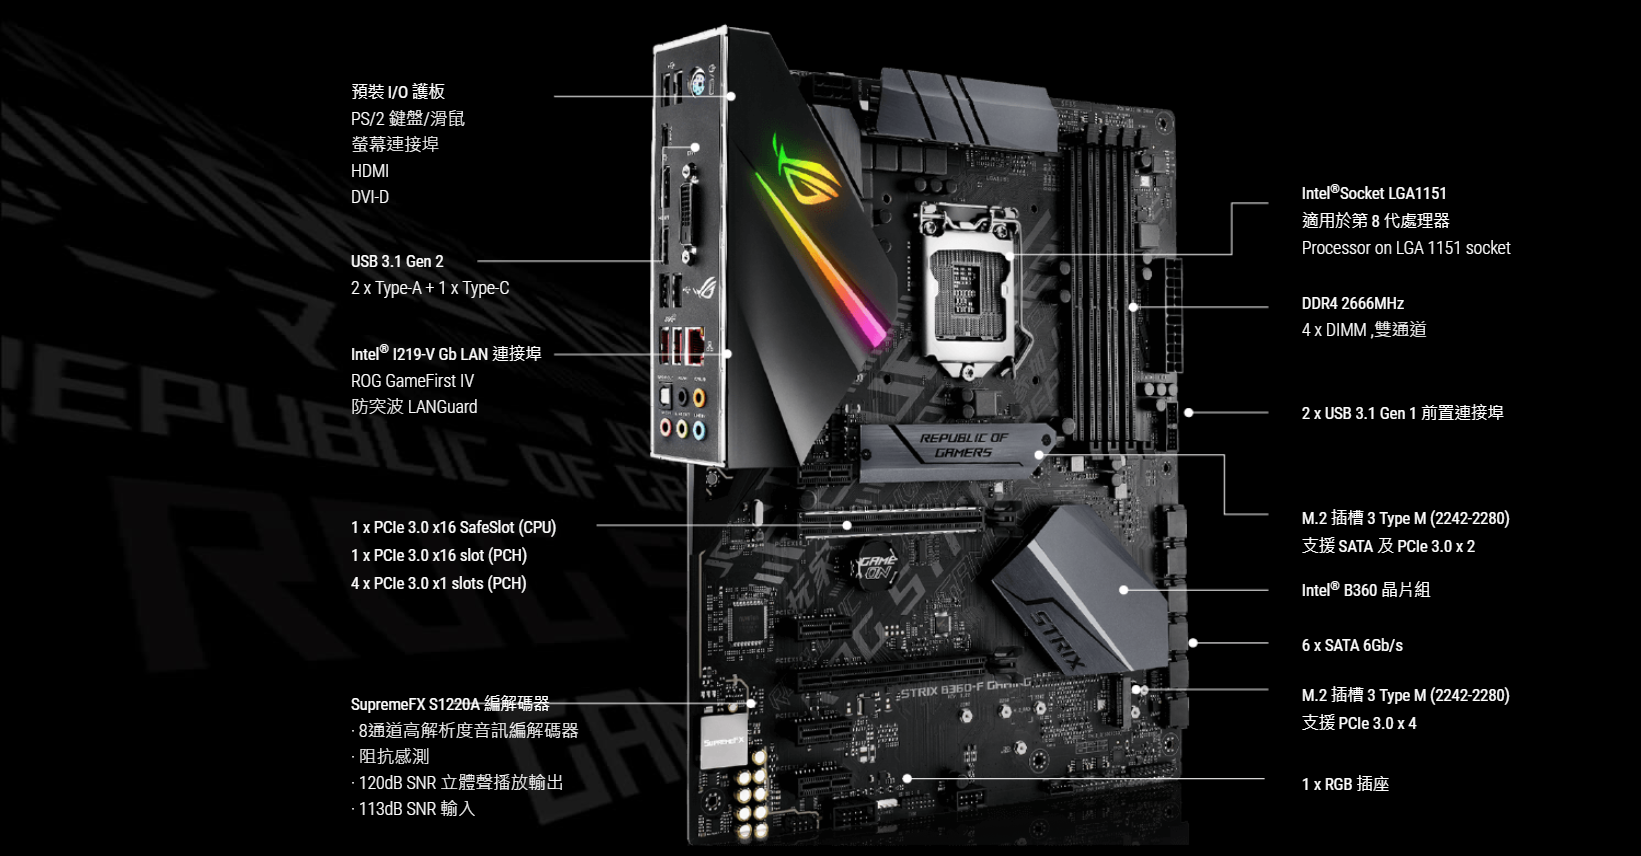 預裝 I/O 護板
PS/2 鍵盤/滑鼠
螢幕連接埠
HDMI
DVI-D
USB 3.1 Gen 2
2 x Type-A + 1 x Type-C
Intel® I219-V Gb LAN 連接埠
ROG GameFirst IV
防突波 LANGuard
1 x PCIe 3.0 x16 SafeSlot (CPU)
1 x PCIe 3.0 x16 slot (PCH)
4 x PCIe 3.0 x1 slots (PCH)
SupremeFX S1220A 編解碼器
· 8通道高解析度音訊編解碼器
· 阻抗感測
· 120dB SNR 立體聲播放輸出
· 113dB SNR 輸入
REPUBLIC OF
GAMERS
GAME
ON
玩家
STRIX
STRIX B360-F GAMING
SUPREMEFX
Intel®Socket LGA1151
適用於第 8 代處理器
Processor on LGA 1151 socket
DDR4 2666MHz
4 x DIMM ,雙通道
2 x USB 3.1 Gen 1 前置連接埠
M.2 插槽 3 Type M (2242-2280)
支援 SATA 及 PCIe 3.0 x 2
Intel® B360 晶片組
6 x SATA 6Gb/s
M.2 插槽 3 Type M (2242-2280)
支援 PCIe 3.0 x 4
1 x RGB 插座